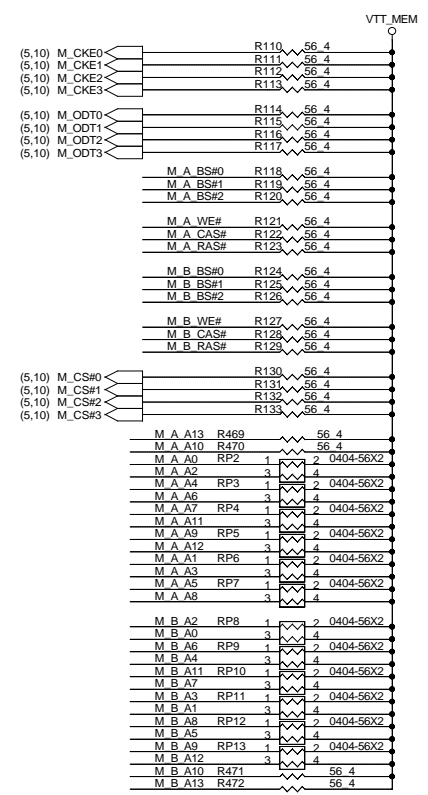 VTT_MEM
(5,10) M_CKE0 R110 56_4
(5,10) M_CKE1 R111 56_4
(5,10) M_CKE2 R112 56_4
(5,10) M_CKE3 R113 56_4
(5,10) M_ODT0 R114 56_4
(5,10) M_ODT1 R115 56_4
(5,10) M_ODT2 R116 56_4
(5,10) M_ODT3 R117 56_4
M_A_BS#0 R118 56_4
M_A_BS#1 R119 56_4
M_A_BS#2 R120 56_4
M_A_WE# R121 56_4
M_A_CAS# R122 56_4
M_A_RAS# R123 56_4
M_B_BS#0 R124 56_4
M_B_BS#1 R125 56_4
M_B_BS#2 R126 56_4
M_B_WE# R127 56_4
M_B_CAS# R128 56_4
M_B_RAS# R129 56_4
(5,10) M_CS#0 R130 56_4
(5,10) M_CS#1 R131 56_4
(5,10) M_CS#2 R132 56_4
(5,10) M_CS#3 R133 56_4
M_A_A13 R469 56_4
M_A_A10 R470 56_4
M_A_A0 RP2 1 2 0404-56X2
M_A_A2 3 4
M_A_A4 RP3 1 2 0404-56X2
M_A_A6 3 4
M_A_A7 RP4 1 2 0404-56X2
M_A_A11 3 4
M_A_A9 RP5 1 2 0404-56X2
M_A_A12 3 4
M_A_A1 RP6 1 2 0404-56X2
M_A_A3 3 4
M_A_A5 RP7 1 2 0404-56X2
M_A_A8 3 4
M_B_A2 RP8 1 2 0404-56X2
M_B_A0 3 4
M_B_A6 RP9 1 2 0404-56X2
M_B_A4 3 4
M_B_A11 RP10 1 2 0404-56X2
M_B_A7 3 4
M_B_A3 RP11 1 2 0404-56X2
M_B_A1 3 4
M_B_A8 RP12 1 2 0404-56X2
M_B_A5 3 4
M_B_A9 RP13 1 2 0404-56X2
M_B_A12 3 4
M_B_A10 R471 56_4
M_B_A13 R472 56_4